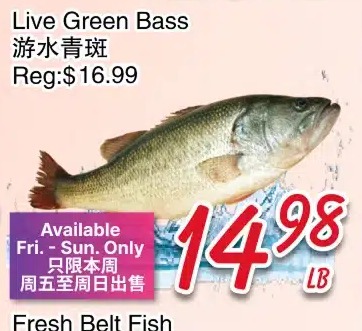 Live Green Bass
游水青斑
Reg:$16.99
Available
Fri. - Sun. Only
只限本周
周五至周日出售
14.98
LB
Fresh Belt Fish